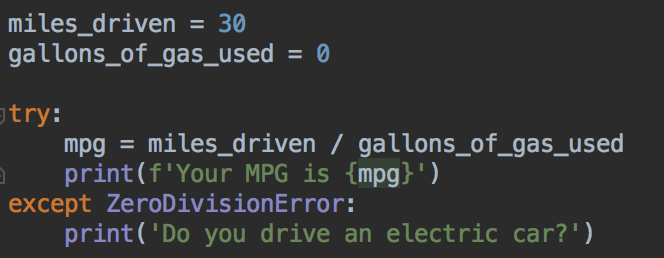 miles_driven = 30
gallons_of_gas_used = 0

try:
    mpg = miles_driven / gallons_of_gas_used
    print(f'Your MPG is {mpg}')
except ZeroDivisionError:
    print('Do you drive an electric car?')